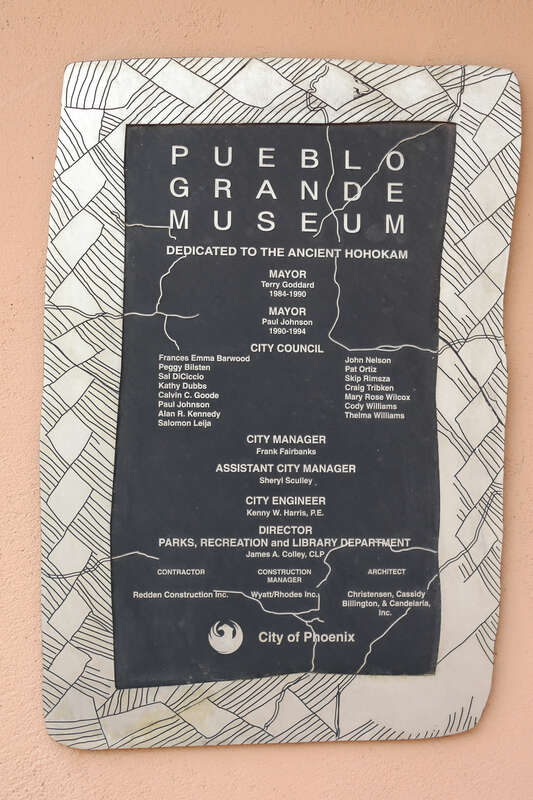 PUEBLO
GRANDE
MUSEUM
DEDICATED TO THE ANCIENT HOHOKAM
MAYOR
Terry Goddard
1984-1990
MAYOR
Paul Johnson
1990-1994
CITY COUNCIL
Frances Emma Barwood
Peggy Bilsten
Sal DiCiccio
Kathy Dubbs
Calvin C. Goode
Paul Johnson
Alan R. Kennedy
Salomon Leija
John Nelson
Pat Ortiz
Skip Rimsza
Craig Tribken
Mary Rose Wilcox
Cody Williams
Thelma Williams
CITY MANAGER
Frank Fairbanks
ASSISTANT CITY MANAGER
Sheryl Sculley
CITY ENGINEER
Kenny W. Harris, P.E.
DIRECTOR
PARKS, RECREATION and LIBRARY DEPARTMENT
James A. Colley, CLP
CONTRACTOR
Redden Construction Inc.
CONSTRUCTION
MANAGER
Wyatt/Rhodes Inc.
ARCHITECT
Christensen, Cassidy
Billington, & Candelaria,
Inc.
City of Phoenix